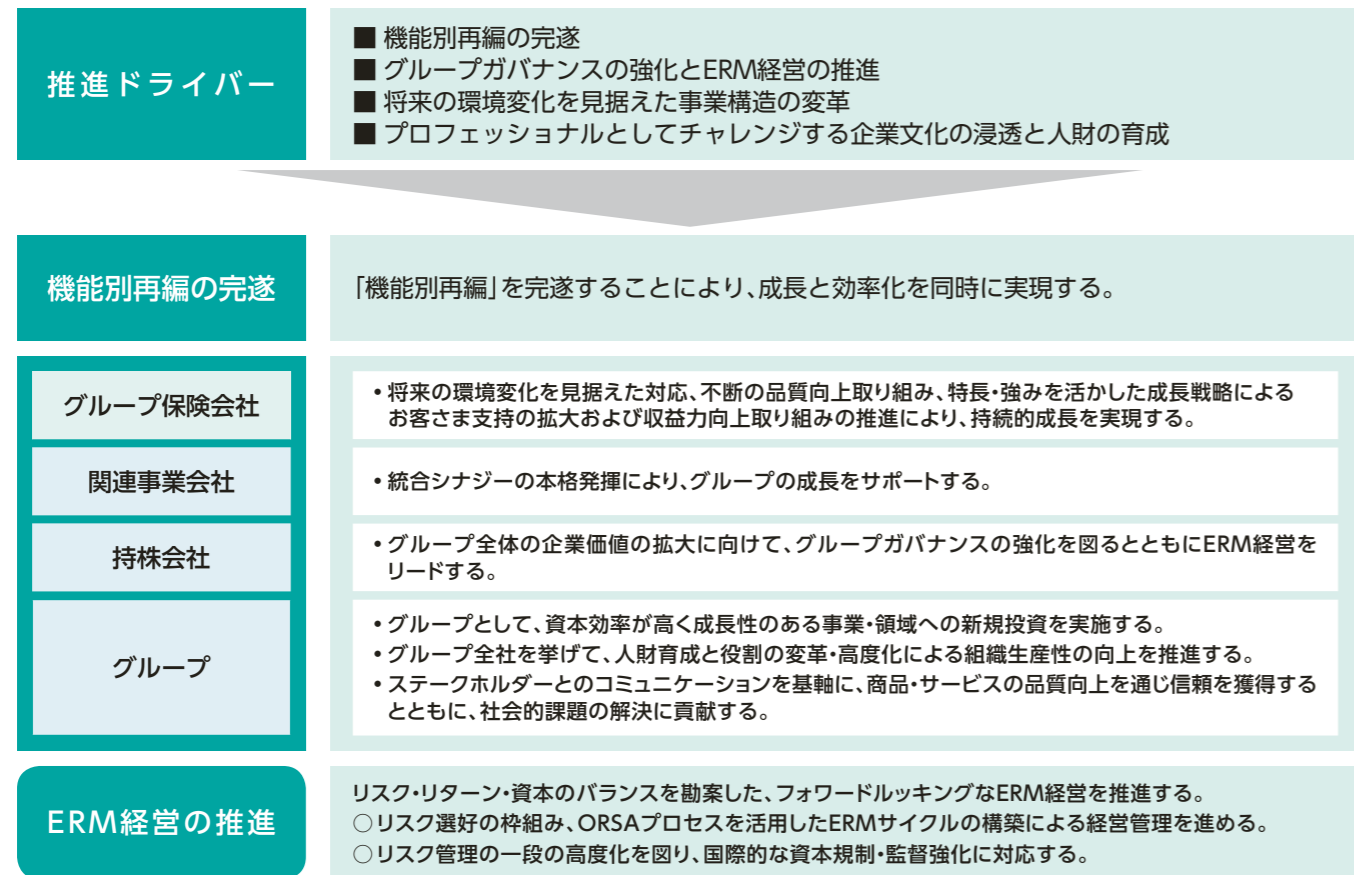 推進ドライバー
■ 機能別再編の完遂
■ グループガバナンスの強化とERM経営の推進
■ 将来の環境変化を見据えた事業構造の変革
■ プロフェッショナルとしてチャレンジする企業文化の浸透と人財の育成
機能別再編の完遂
「機能別再編」を完遂することにより、成長と効率化を同時に実現する。
グループ保険会社
•将来の環境変化を見据えた対応、不断の品質向上取り組み、特長・強みを活かした成長戦略による
お客さま支持の拡大および収益力向上取り組みの推進により、持続的成長を実現する。
関連事業会社
•統合シナジーの本格発揮により、グループの成長をサポートする。
持株会社
•グループ全体の企業価値の拡大に向けて、グループガバナンスの強化を図るとともにERM経営を
リードする。
グループ
•グループとして、資本効率が高く成長性のある事業・領域への新規投資を実施する。
•グループ全社を挙げて、人財育成と役割の変革・高度化による組織生産性の向上を推進する。
•ステークホルダーとのコミュニケーションを基軸に、商品・サービスの品質向上を通じ信頼を獲得する
とともに、社会的課題の解決に貢献する。
ERM経営の推進
リスク・リターン・資本のバランスを勘案した、フォワードルッキングなERM経営を推進する。
○リスク選好の枠組み、ORSAプロセスを活用したERMサイクルの構築による経営管理を進める。
○リスク管理の一段の高度化を図り、国際的な資本規制・監督強化に対応する。